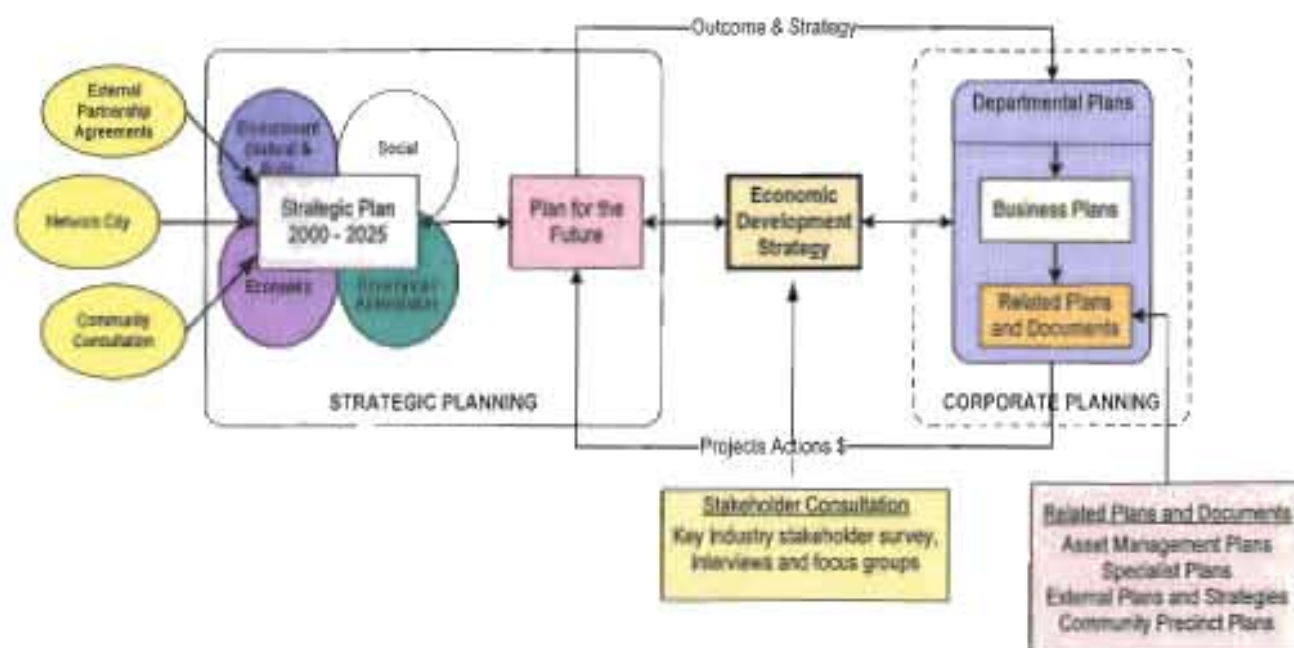 Outcome & Strategy
External
Partnership
Agreements
Network City
Community
Consultation
Environment
Social
Strategic Plan
2000 - 2025
Economic
Plan for the
Future
Economic
Development
Strategy
Departmental Plans
Business Plans
Related Plans
and Documents
STRATEGIC PLANNING
CORPORATE PLANNING
Projects Actions $
Stakeholder Consultation
Key industry stakeholder survey,
Interviews and focus groups
Related Plans and Documents
Asset Management Plans
Specialist Plans
External Plans and Strategies
Community Precinct Plans